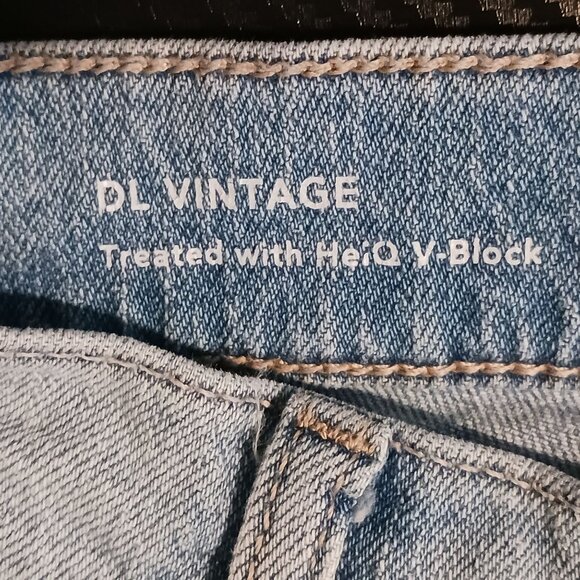 DL VINTAGE
Treated with HeiQ V-Block